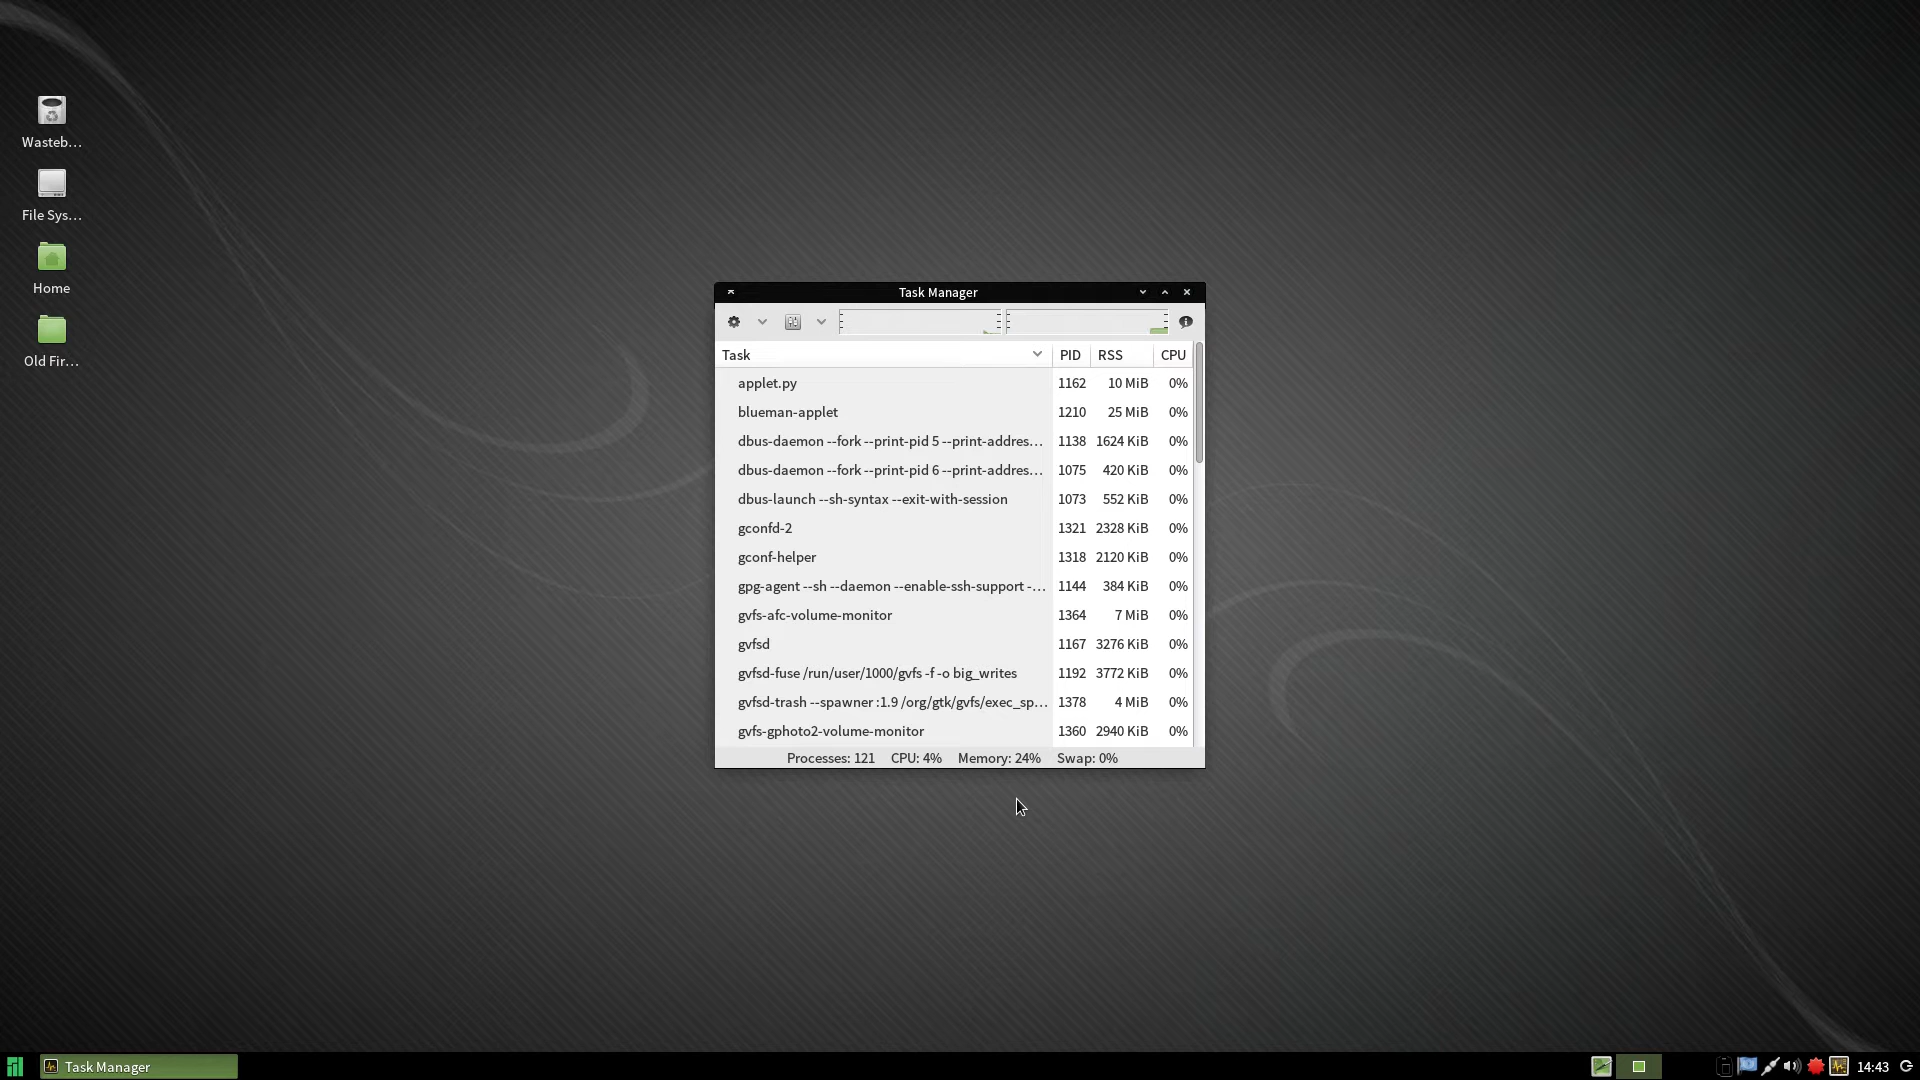 Wasteb...
File Sys...
Home
Old Fir...
Task Manager
Task PID RSS CPU
applet.py 1162 10 MiB 0%
blueman-applet 1210 25 MiB 0%
dbus-daemon --fork --print-pid 5 --print-addres... 1138 1624 KiB 0%
dbus-daemon --fork --print-pid 6 --print-addres... 1075 420 KiB 0%
dbus-launch --sh-syntax --exit-with-session 1073 552 KiB 0%
gconfd-2 1321 2328 KiB 0%
gconf-helper 1318 2120 KiB 0%
gpg-agent --sh --daemon --enable-ssh-support -... 1144 384 KiB 0%
gvfs-afc-volume-monitor 1364 7 MiB 0%
gvfsd 1167 3276 KiB 0%
gvfsd-fuse /run/user/1000/gvfs -f -o big_writes 1192 3772 KiB 0%
gvfsd-trash --spawner :1.9 /org/gtk/gvfs/exec_sp... 1378 4 MiB 0%
gvfs-gphoto2-volume-monitor 1360 2940 KiB 0%
Processes: 121 CPU: 4% Memory: 24% Swap: 0%
Task Manager
14:43